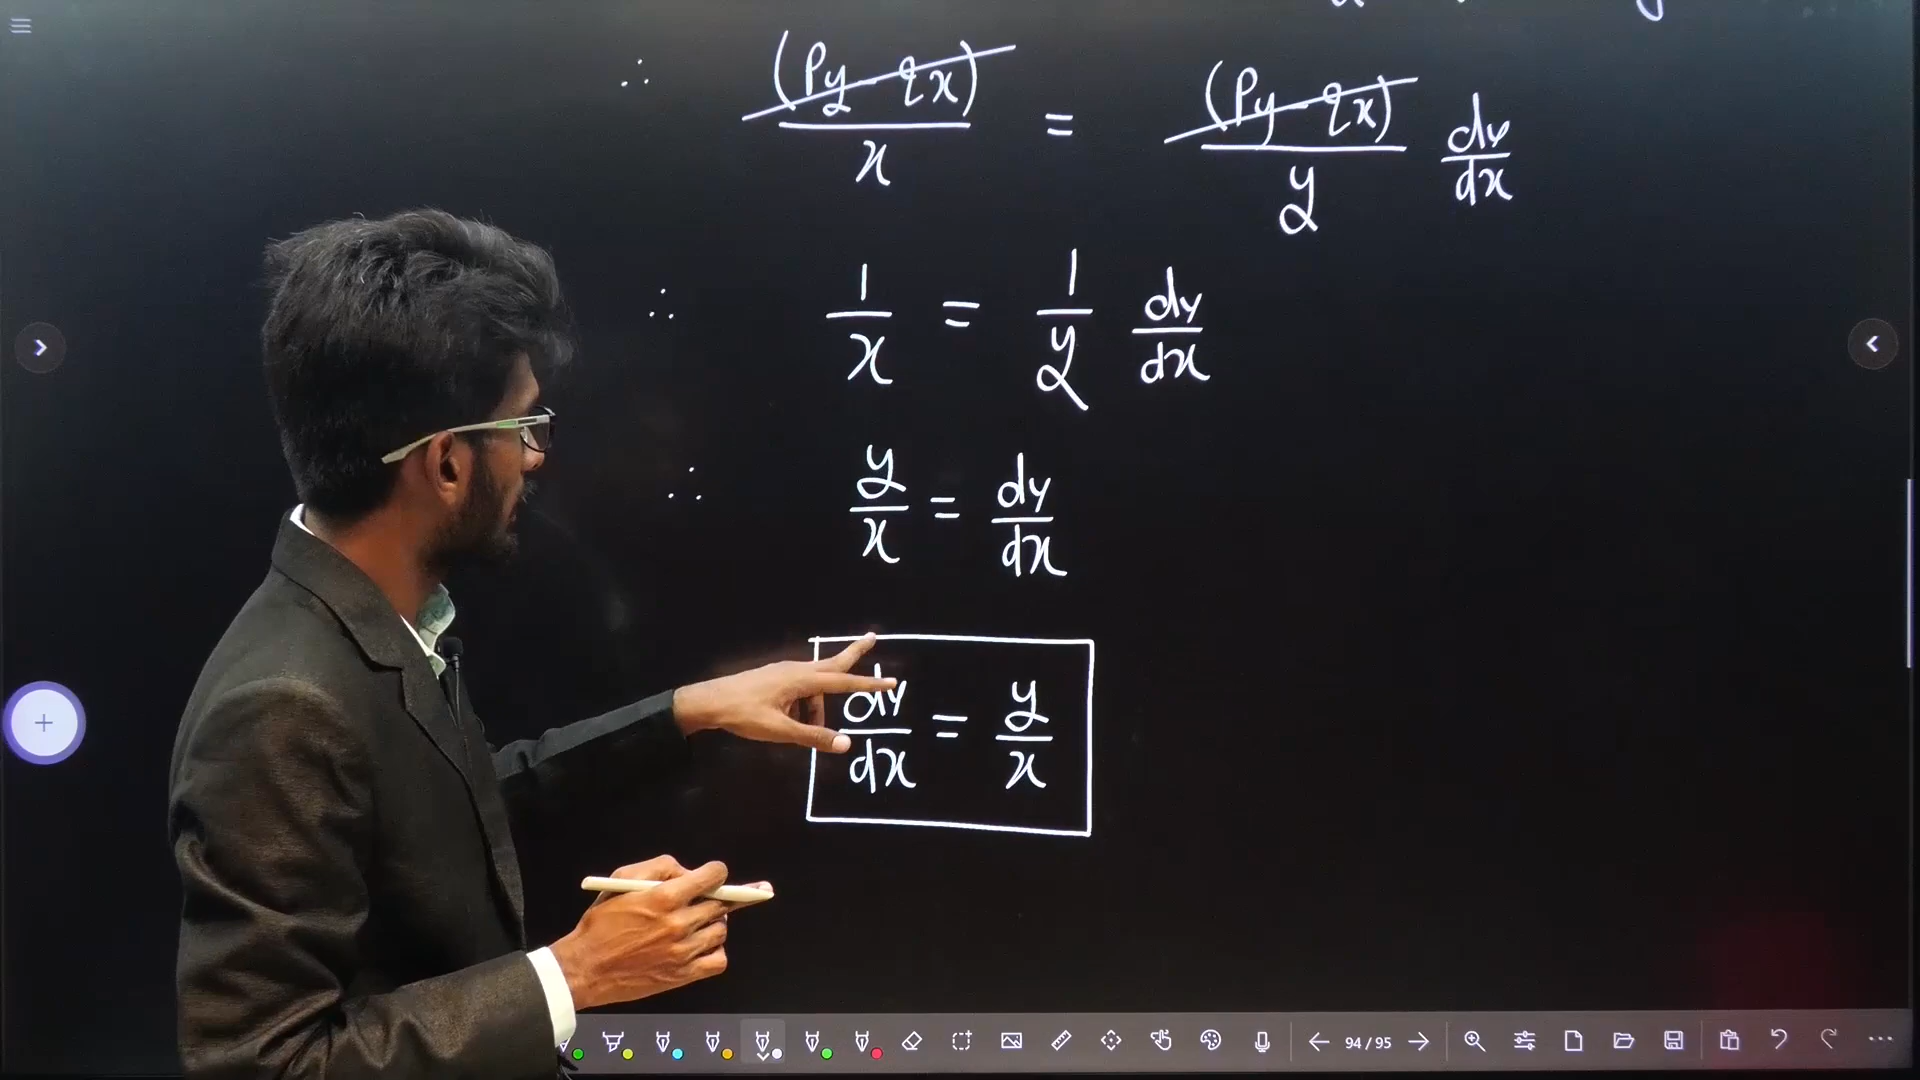 ∴ (Py - qx)/x = (Py - qx)/y dy/dx
∴ 1/x = 1/y dy/dx
∴ y/x = dy/dx
dy/dx = y/x
94 / 95